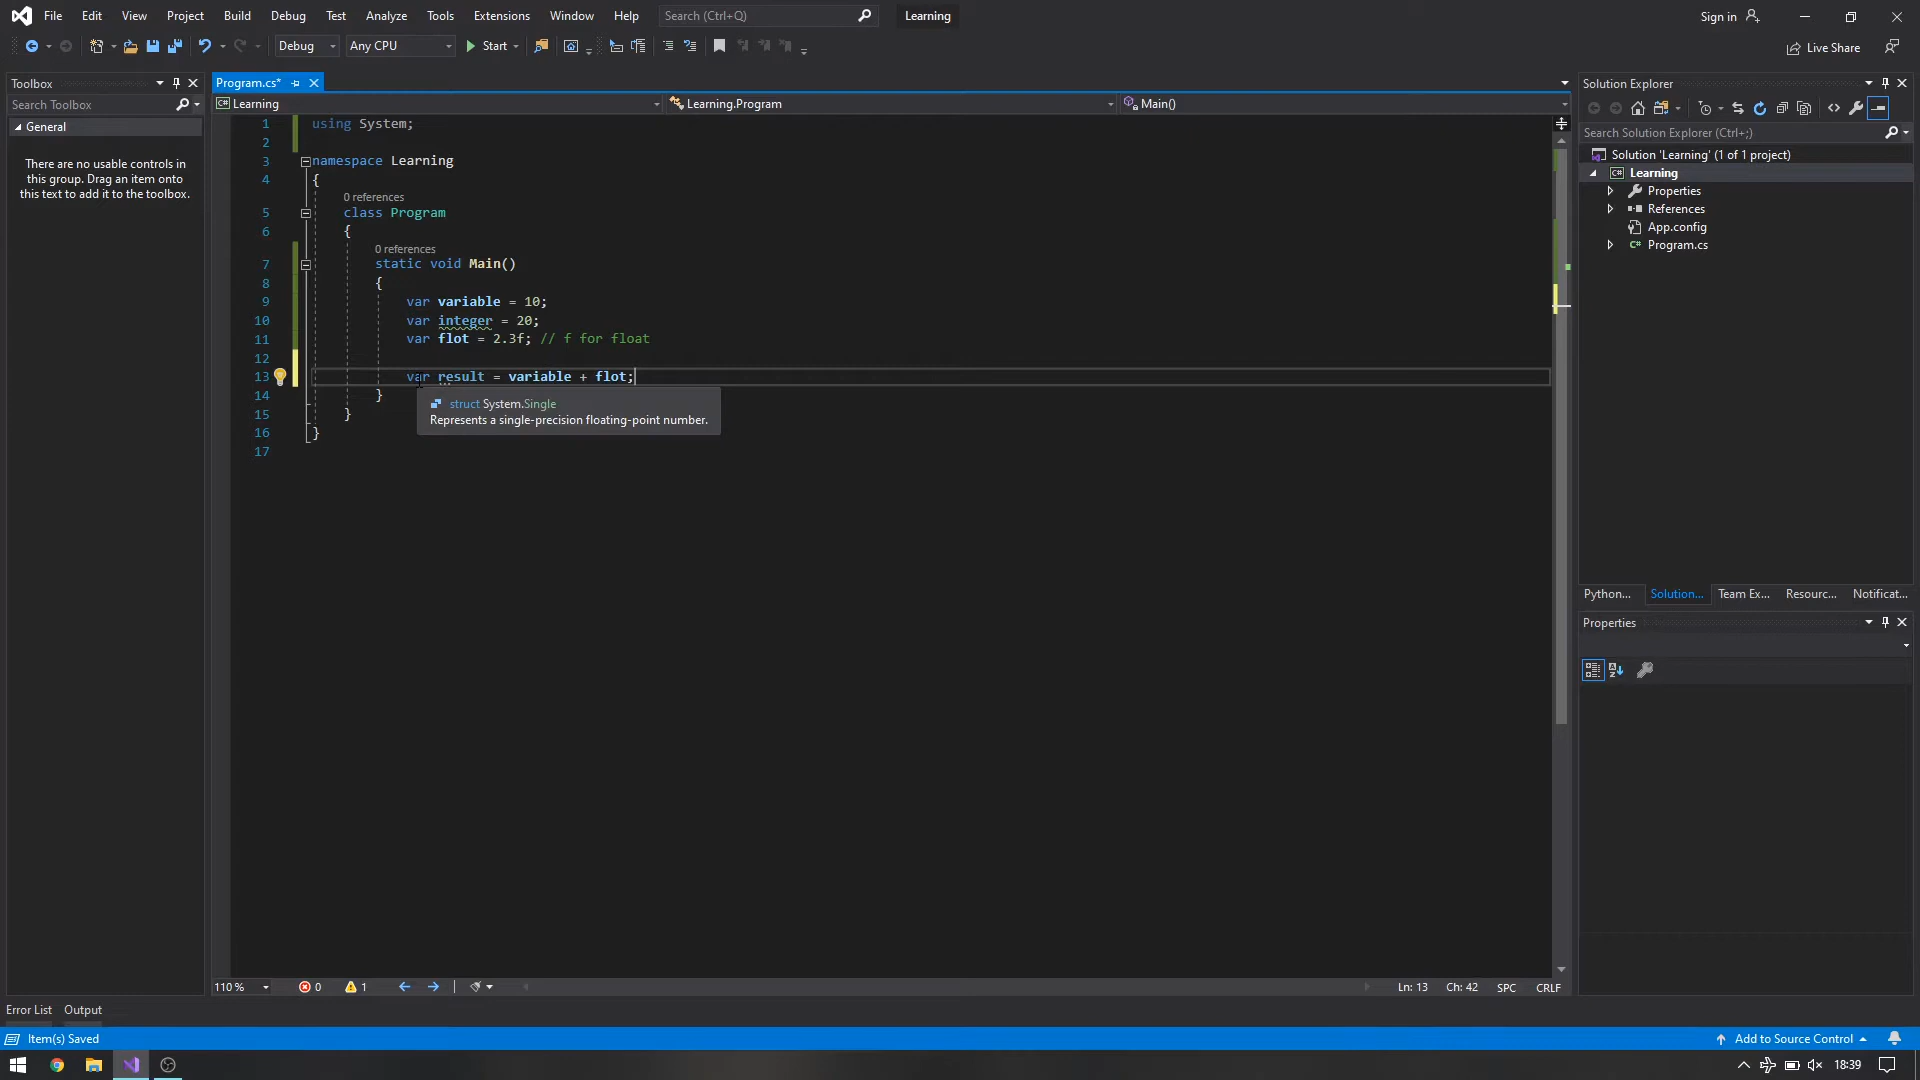 File Edit View Project Build Debug Test Analyze Tools Extensions Window Help Search (Ctrl+Q) Learning Sign in
Debug Any CPU Start Live Share
Toolbox
Search Toolbox
General
There are no usable controls in
this group. Drag an item onto
this text to add it to the toolbox.
Program.cs*
C# Learning Learning.Program Main()
1 using System;
2
3 namespace Learning
4 {
0 references
5 class Program
6 {
0 references
7 static void Main()
8 {
9 var variable = 10;
10 var integer = 20;
11 var flot = 2.3f; // f for float
12
13 var result = variable + flot;
14 }
15 }
16 }
17
struct System.Single
Represents a single-precision floating-point number.
110 % 0 1 Ln: 13 Ch: 42 SPC CRLF
Solution Explorer
Search Solution Explorer (Ctrl+;)
Solution 'Learning' (1 of 1 project)
C# Learning
Properties
References
App.config
C# Program.cs
Python... Solution... Team Ex... Resourc... Notificat...
Properties
Error List Output
Item(s) Saved Add to Source Control
18:39